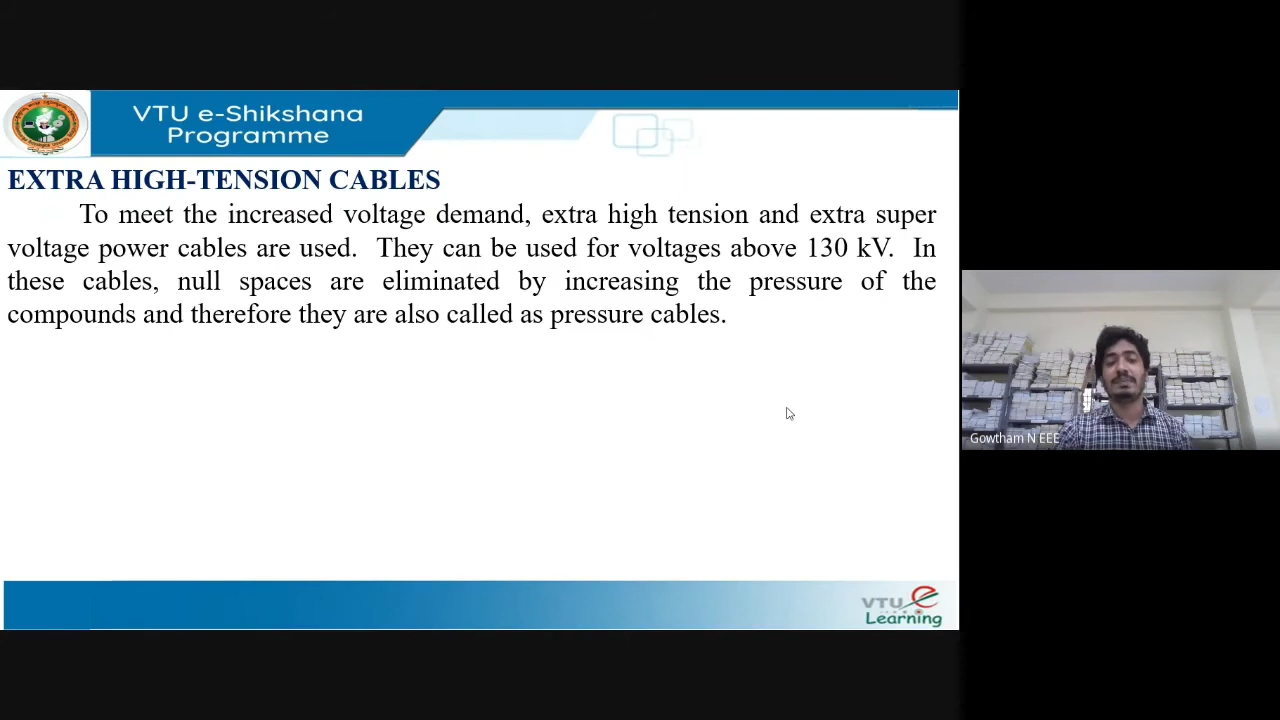 VTU e-Shikshana
Programme
EXTRA HIGH-TENSION CABLES
To meet the increased voltage demand, extra high tension and extra super
voltage power cables are used. They can be used for voltages above 130 kV. In
these cables, null spaces are eliminated by increasing the pressure of the
compounds and therefore they are also called as pressure cables.
Gowtham N EEE
VTU e
Learning